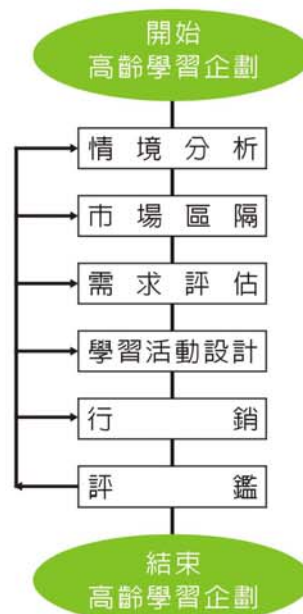 開始
高齡學習企劃
情境分析
市場區隔
需求評估
學習活動設計
行銷
評鑑
結束
高齡學習企劃